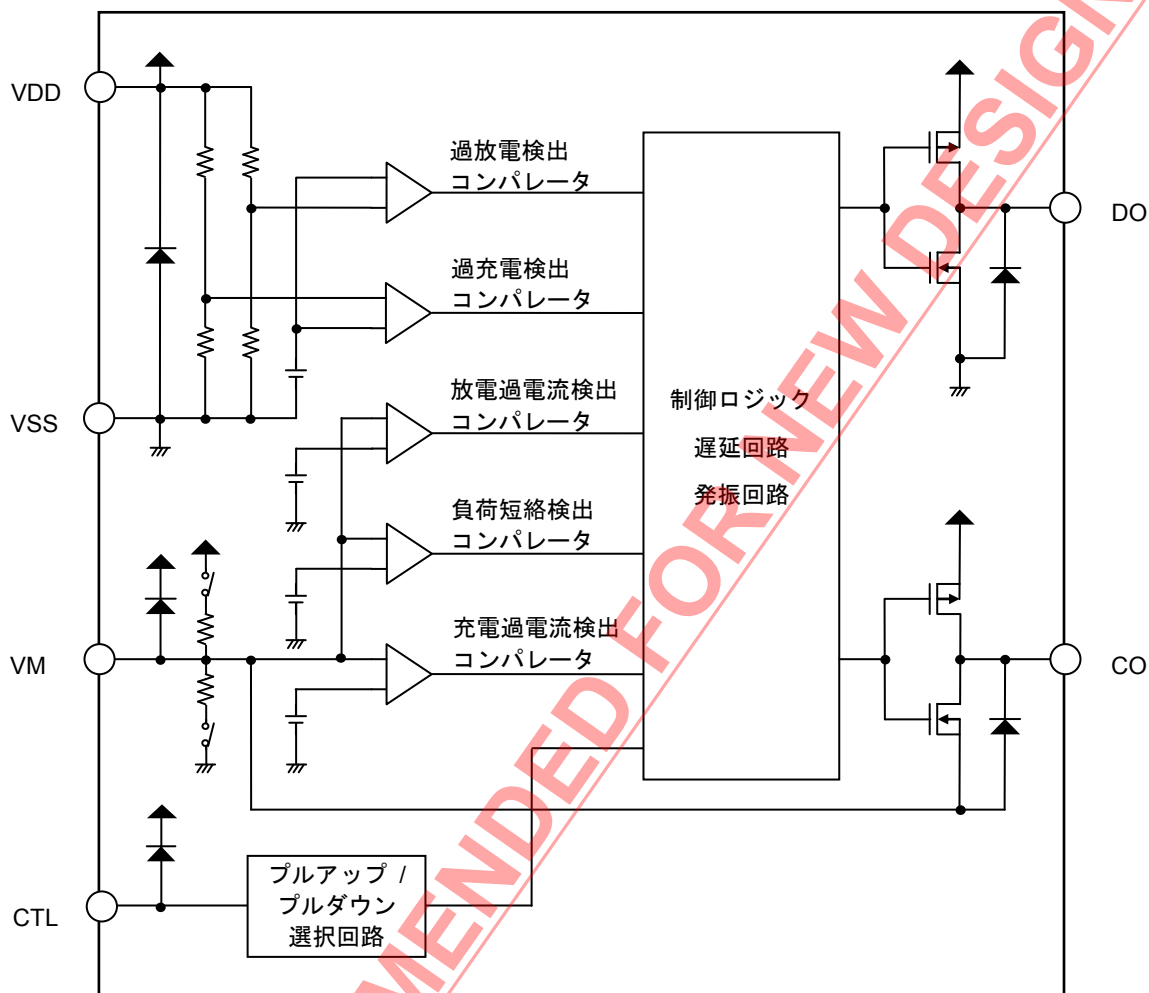 VDD
過放電検出
コンパレータ
DO
過充電検出
コンパレータ
VSS
放電過電流検出
コンパレータ
制御ロジック
遅延回路
発振回路
負荷短絡検出
コンパレータ
VM
充電過電流検出
コンパレータ
CO
CTL
プルアップ /
プルダウン
選択回路
MENDED FOR NEW DESIGN